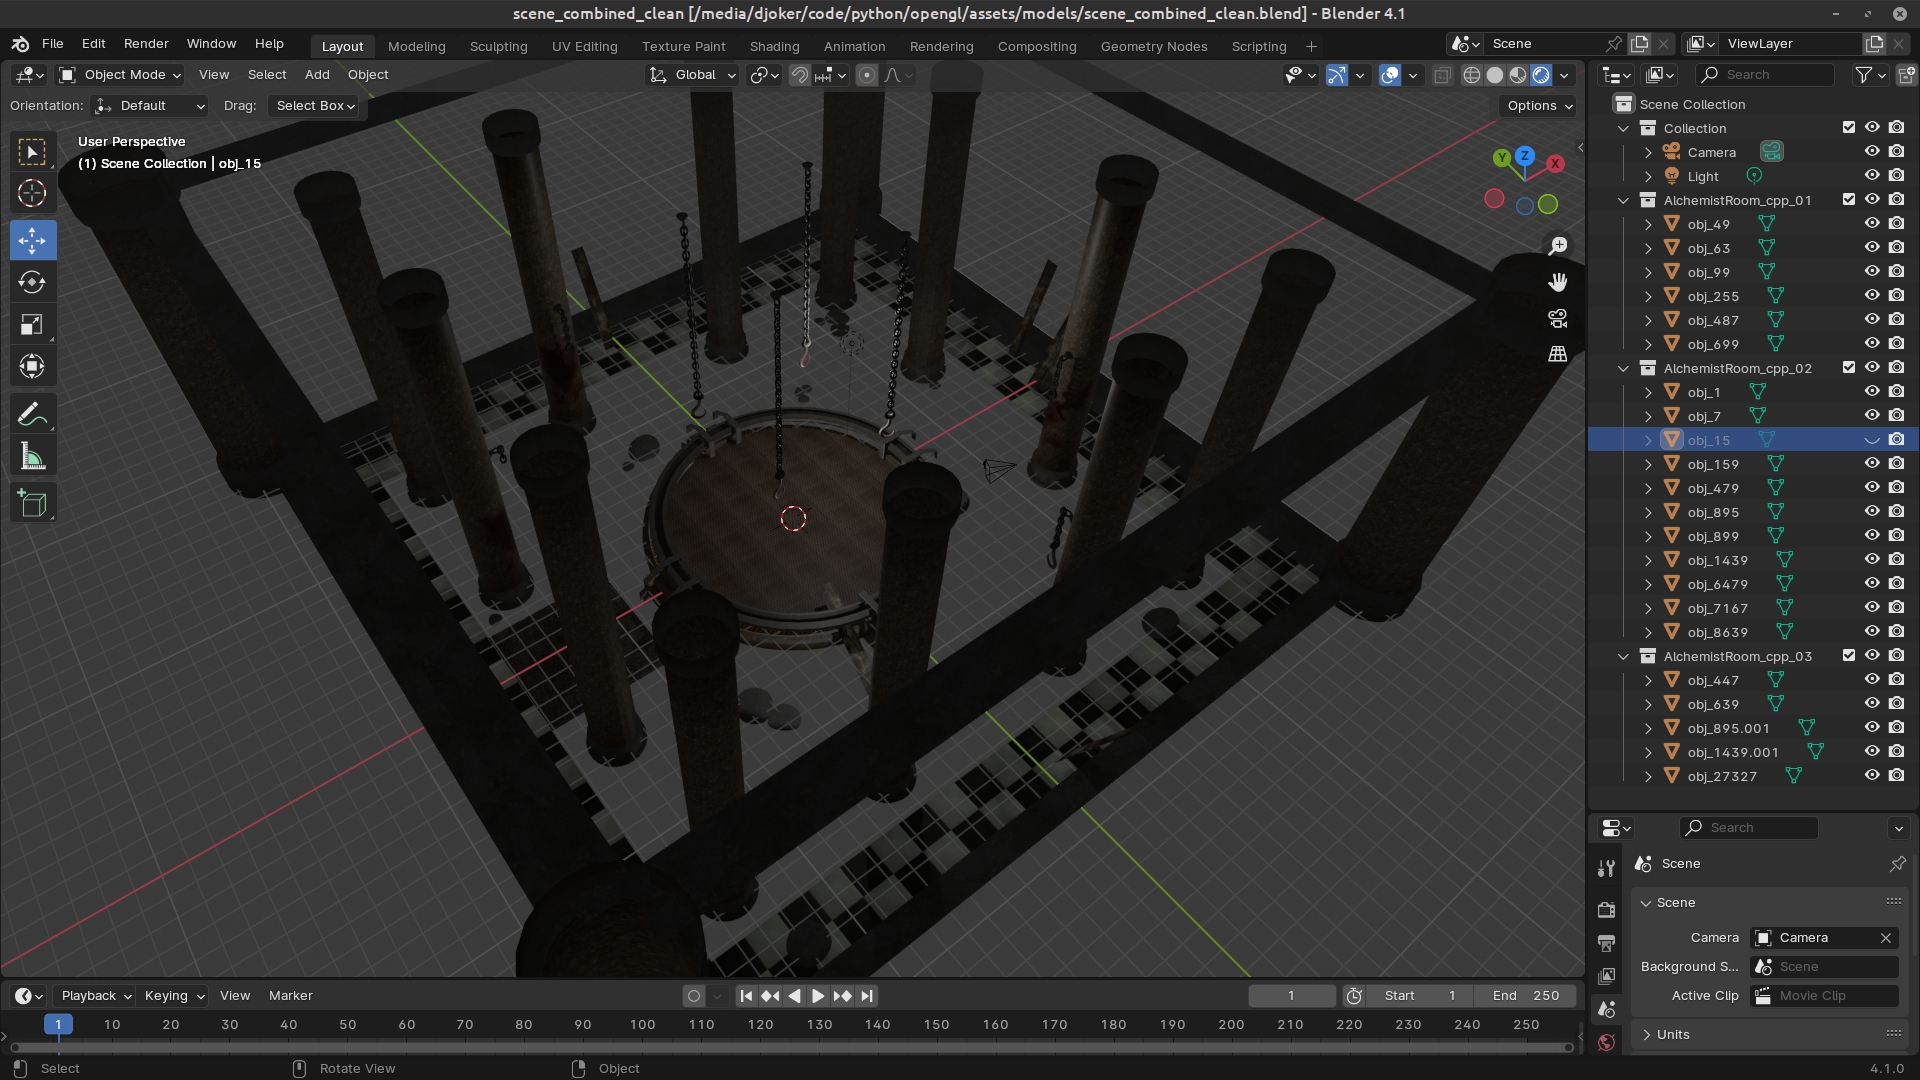 scene_combined_clean [/media/djoker/code/python/opengl/assets/models/scene_combined_clean.blend] - Blender 4.1
File Edit Render Window Help Layout Modeling Sculpting UV Editing Texture Paint Shading Animation Rendering Compositing Geometry Nodes Scripting + Scene ViewLayer
Object Mode View Select Add Object Global Search
Orientation: Default Drag: Select Box Options
User Perspective
(1) Scene Collection | obj_15
Y Z X
Scene Collection
Collection
Camera
Light
AlchemistRoom_cpp_01
obj_49
obj_63
obj_99
obj_255
obj_487
obj_699
AlchemistRoom_cpp_02
obj_1
obj_7
obj_15
obj_159
obj_479
obj_895
obj_899
obj_1439
obj_6479
obj_7167
obj_8639
AlchemistRoom_cpp_03
obj_447
obj_639
obj_895.001
obj_1439.001
obj_27327
Search
Scene
Scene
Camera Camera
Background S... Scene
Active Clip Movie Clip
Units
Playback Keying View Marker 1 Start 1 End 250
1 10 20 30 40 50 60 70 80 90 100 110 120 130 140 150 160 170 180 190 200 210 220 230 240 250
Select Rotate View Object 4.1.0